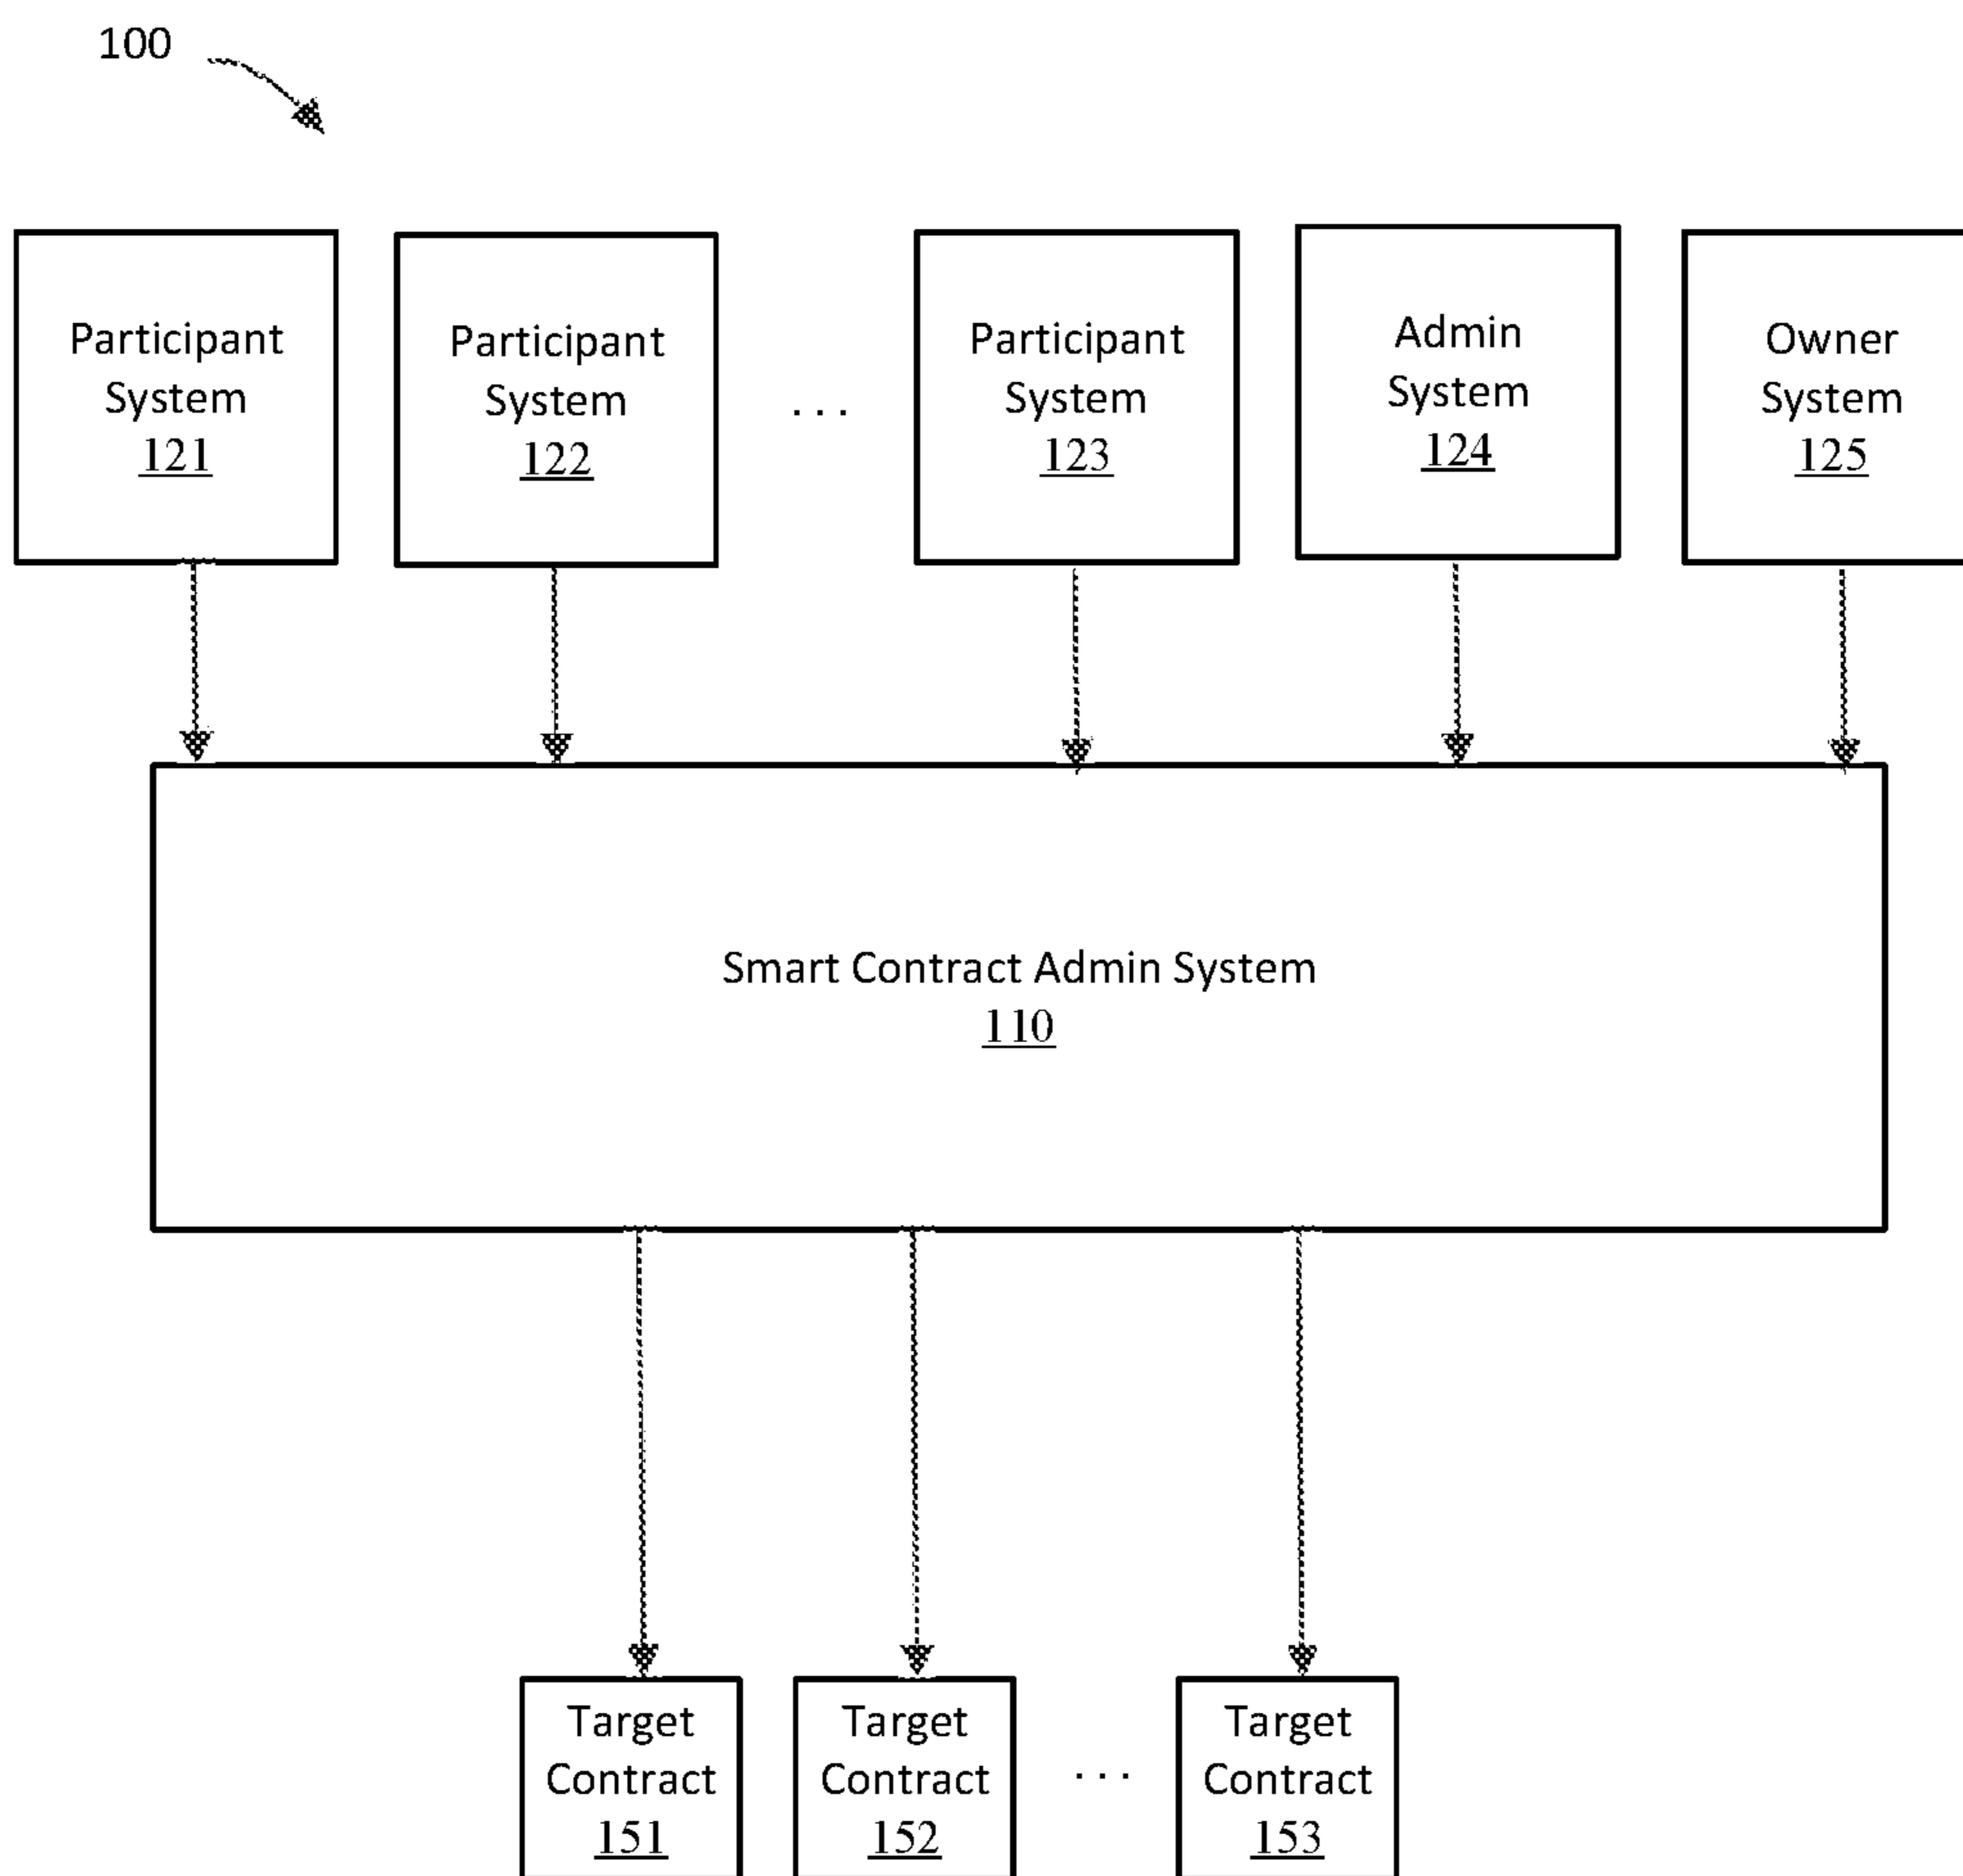 100
Participant
System
121
Participant
System
122
. . .
Participant
System
123
Admin
System
124
Owner
System
125
Smart Contract Admin System
110
Target
Contract
151
Target
Contract
152
. . .
Target
Contract
153